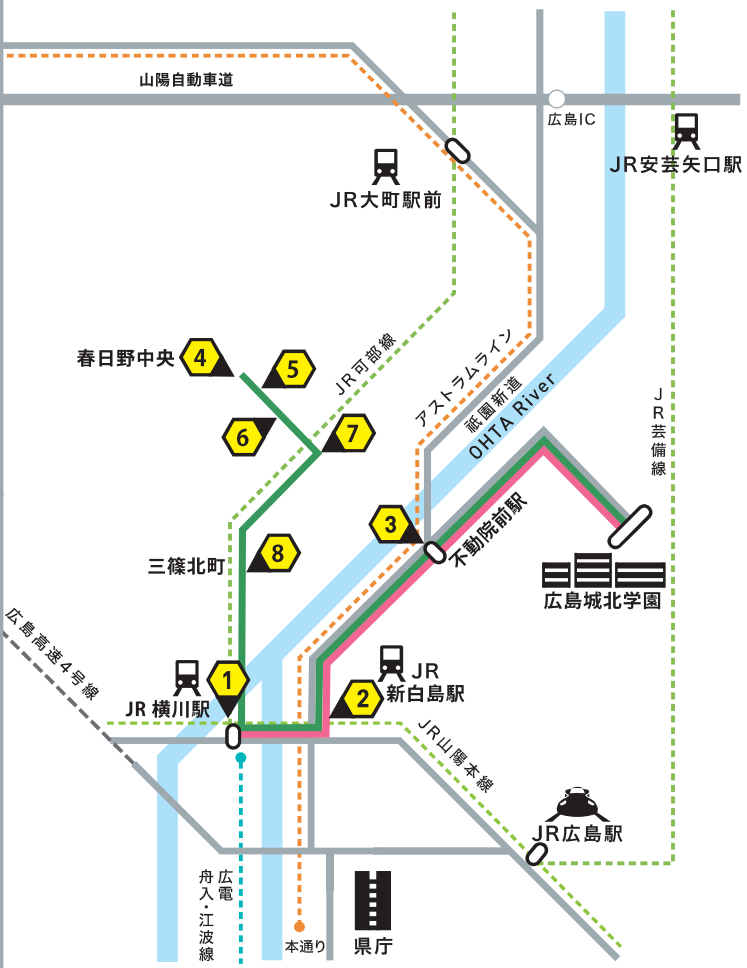 山陽自動車道
広島IC
JR安芸矢口駅
JR大町駅前
春日野中央
4
5
6
7
JR可部線
アストラムライン
祇園新道
OHTA River
JR芸備線
3
不動院前駅
8
三篠北町
広島城北学園
広島高速4号線
1
JR 横川駅
JR
新白島駅
2
JR山陽本線
JR広島駅
広電
舟入・江波線
本通り
県庁